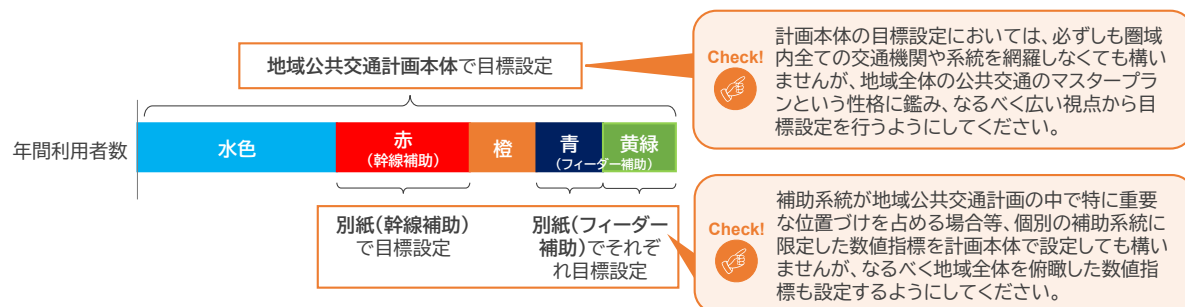 地域公共交通計画本体で目標設定
Check!
計画本体の目標設定においては、必ずしも圏域
内全ての交通機関や系統を網羅しなくても構
いませんが、地域全体の公共交通のマスタープラ
ンという性格に鑑み、なるべく広い視点から目
標設定を行うようにしてください。
年間利用者数
水色
赤
(幹線補助)
橙
青
黄緑
(フィーダー補助)
別紙(幹線補助)
で目標設定
別紙(フィーダー
補助)でそれぞ
れ目標設定
Check!
補助系統が地域公共交通計画の中で特に重要
な位置づけを占める場合等、個別の補助系統に
限定した数値指標を計画本体で設定しても構い
ませんが、なるべく地域全体を俯瞰した数値指
標も設定するようにしてください。